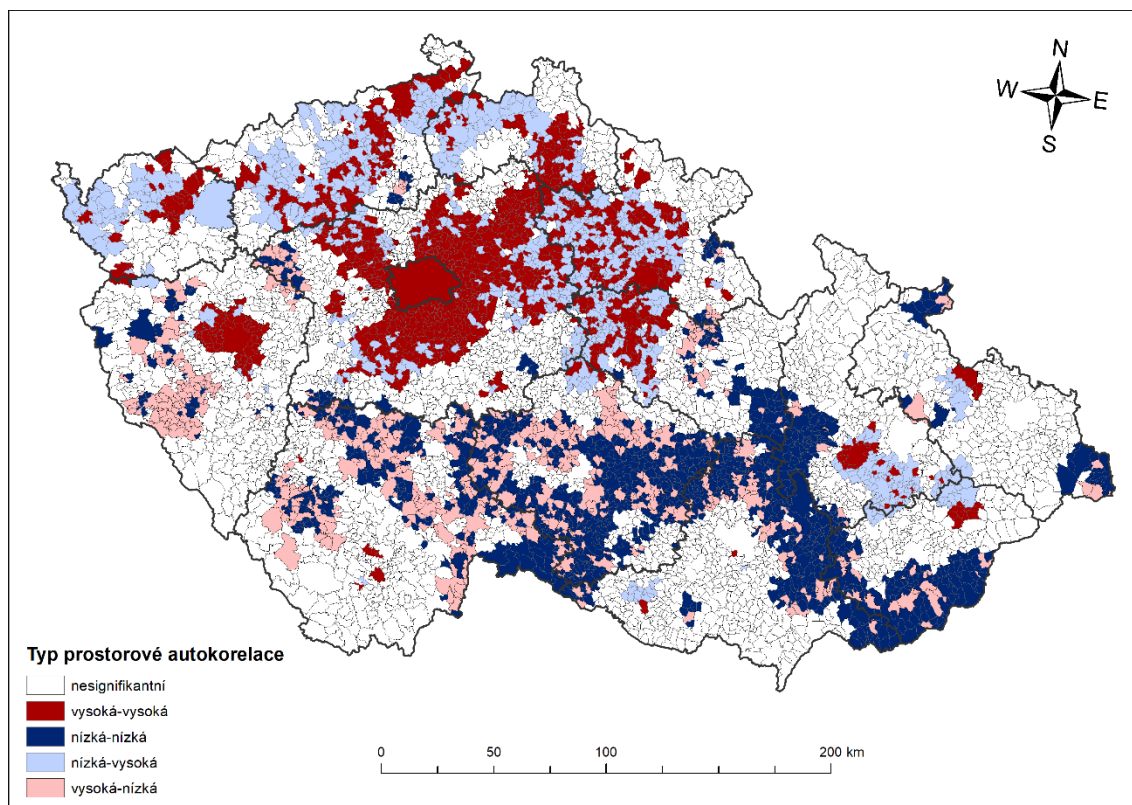 N
W E
S
Typ prostorové autokorelace
nesignifikantní
vysoká-vysoká
nízká-nízká
nízká-vysoká
vysoká-nízká
0 50 100 200 km